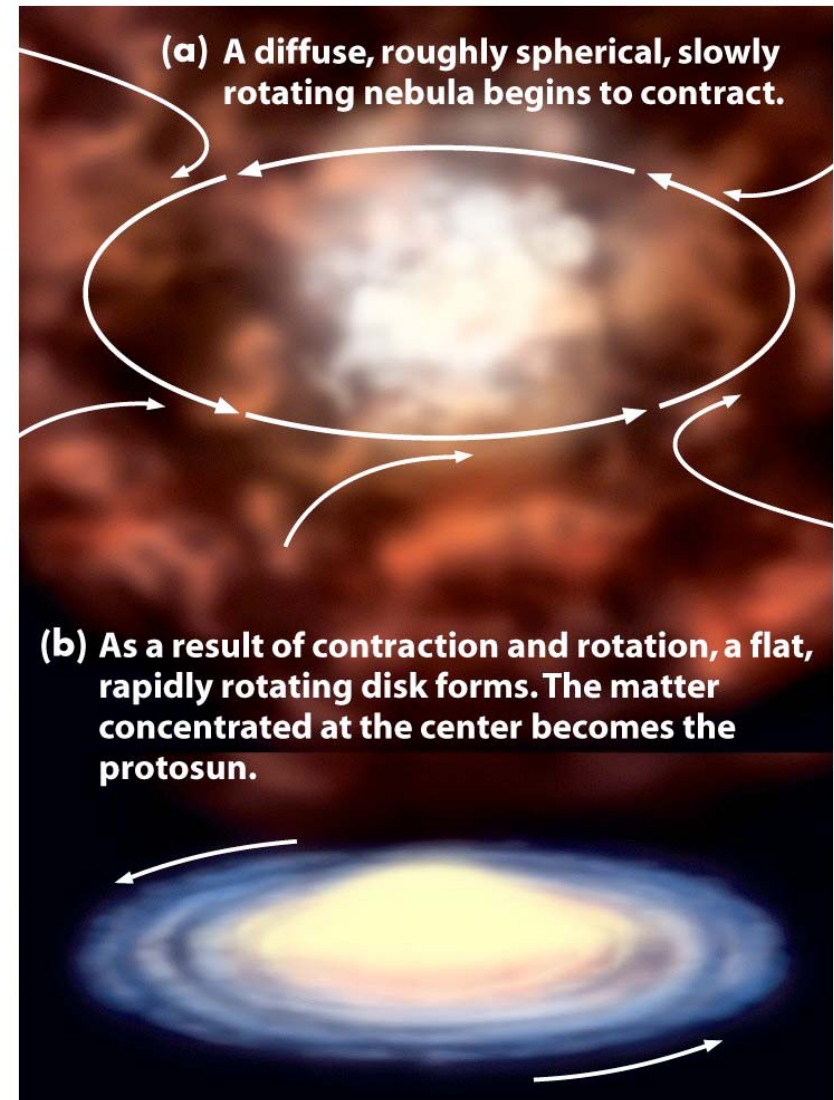 (a) A diffuse, roughly spherical, slowly
rotating nebula begins to contract.
(b) As a result of contraction and rotation, a flat,
rapidly rotating disk forms. The matter
concentrated at the center becomes the
protosun.